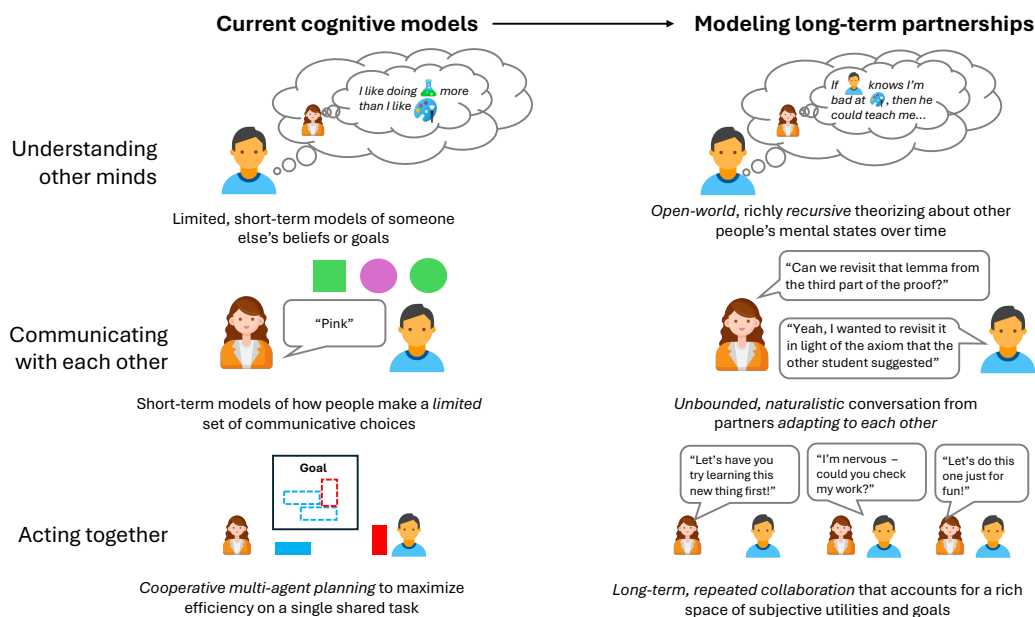 Current cognitive models
Modeling long-term partnerships
Understanding
other minds
I like doing more
than I like
Limited, short-term models of someone
else's beliefs or goals
If knows I'm
bad at , then he
could teach me...
Open-world, richly recursive theorizing about other
people's mental states over time
Communicating
with each other
“Pink”
Short-term models of how people make a limited
set of communicative choices
“Can we revisit that lemma from
the third part of the proof?”
“Yeah, I wanted to revisit it
in light of the axiom that the
other student suggested”
Unbounded, naturalistic conversation from
partners adapting to each other
Acting together
Goal
Cooperative multi-agent planning to maximize
efficiency on a single shared task
“Let's have you
try learning this
new thing first!”
“I'm nervous –
could you check
my work?”
“Let's do this
one just for
fun!”
Long-term, repeated collaboration that accounts for a rich
space of subjective utilities and goals